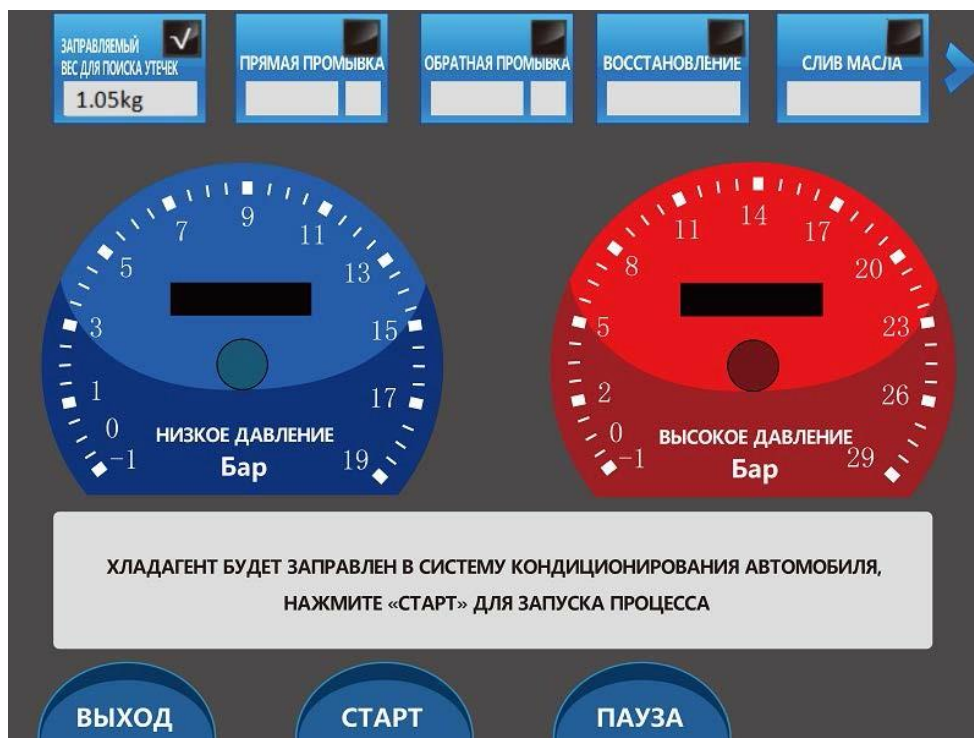 ЗАПРАВЛЯЕМЫЙ
ВЕС ДЛЯ ПОИСКА УТЕЧЕК
1.05kg
ПРЯМАЯ ПРОМЫВКА
ОБРАТНАЯ ПРОМЫВКА
ВОССТАНОВЛЕНИЕ
СЛИВ МАСЛА
-1
0
1
3
5
7
9
11
13
15
17
19
НИЗКОЕ ДАВЛЕНИЕ
Бар
-1
0
2
5
8
11
14
17
20
23
26
29
ВЫСОКОЕ ДАВЛЕНИЕ
Бар
ХЛАДАГЕНТ БУДЕТ ЗАПРАВЛЕН В СИСТЕМУ КОНДИЦИОНИРОВАНИЯ АВТОМОБИЛЯ,
НАЖМИТЕ «СТАРТ» ДЛЯ ЗАПУСКА ПРОЦЕССА
ВЫХОД
СТАРТ
ПАУЗА